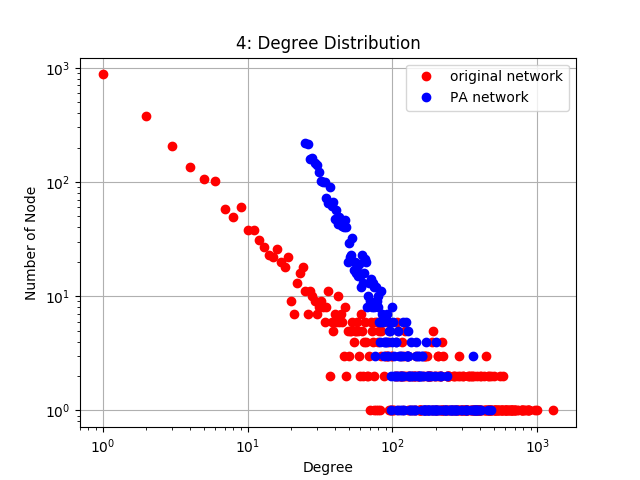 4: Degree Distribution
original network
PA network
Number of Node
10³
10²
10¹
10⁰
10⁰
10¹
10²
10³
Degree